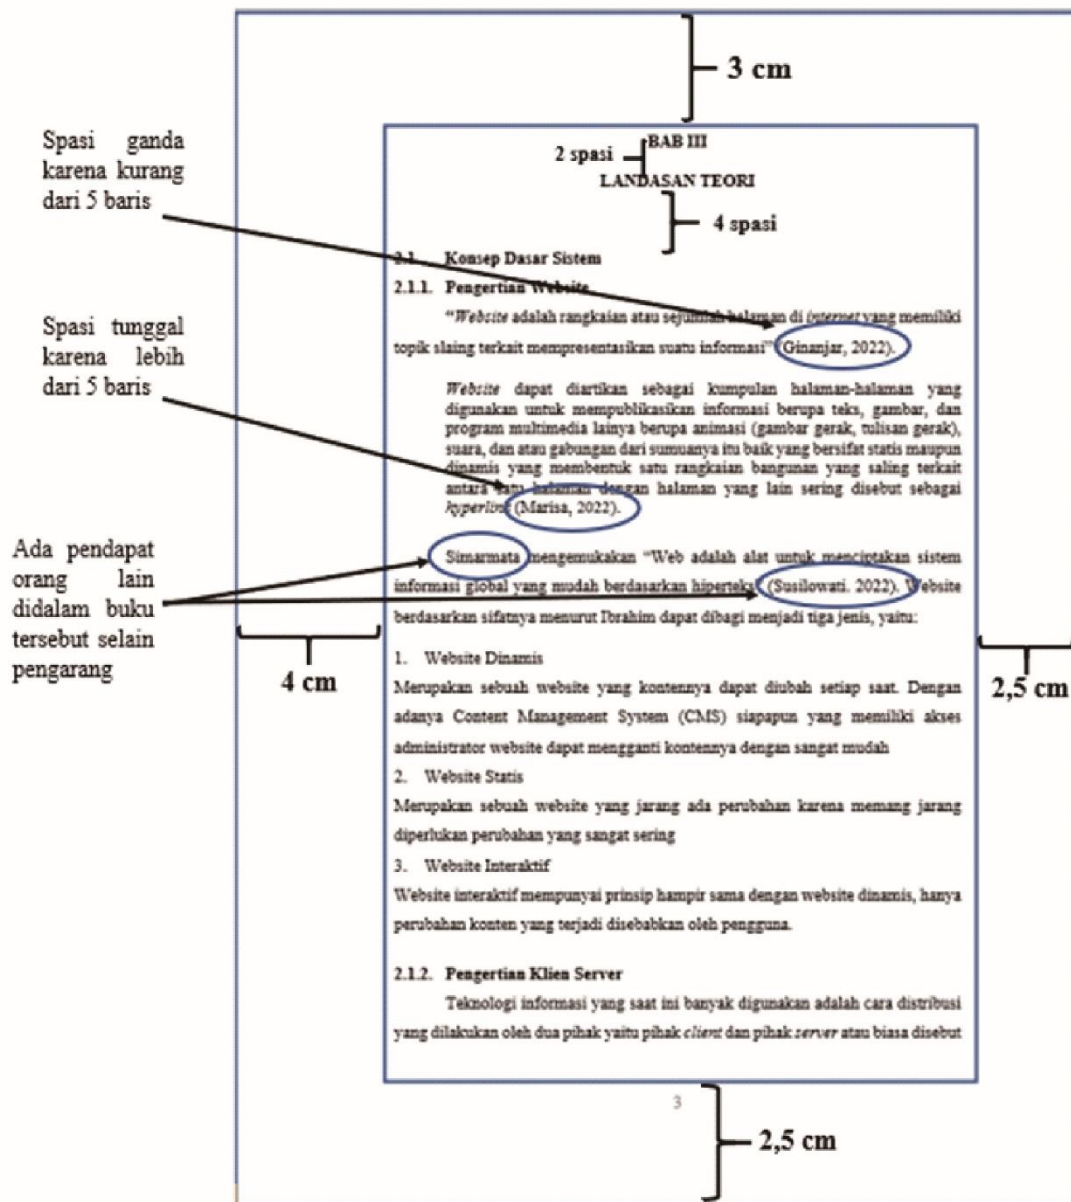 3 cm
Spasi ganda
karena kurang
dari 5 baris
2 spasi
BAB III
LANDASAN TEORI
4 spasi
2.1. Konsep Dasar Sistem
2.1.1. Pengertian Website
“Website adalah rangkaian atau sejumlah halaman di internet yang memiliki
topik slaing terkait mempresentasikan suatu informasi” (Ginanjar, 2022).
Spasi tunggal
karena lebih
dari 5 baris
Website dapat diartikan sebagai kumpulan halaman-halaman yang
digunakan untuk mempublikasikan informasi berupa teks, gambar, dan
program multimedia lainya berupa animasi (gambar gerak, tulisan gerak),
suara, dan atau gabungan dari sumuanya itu baik yang bersifat statis maupun
dinamis yang membentuk satu rangkaian bangunan yang saling terkait
antara satu halaman dengan halaman yang lain sering disebut sebagai
hyperlink (Marisa, 2022).
Ada pendapat
orang lain
didalam buku
tersebut selain
pengarang
Simarmata mengemukakan “Web adalah alat untuk menciptakan sistem
informasi global yang mudah berdasarkan hiperteks”. (Susilowati. 2022). Website
berdasarkan sifatnya menurut Ibrahim dapat dibagi menjadi tiga jenis, yaitu:
4 cm
2,5 cm
1. Website Dinamis
Merupakan sebuah website yang kontennya dapat diubah setiap saat. Dengan
adanya Content Management System (CMS) siapapun yang memiliki akses
administrator website dapat mengganti kontennya dengan sangat mudah
2. Website Statis
Merupakan sebuah website yang jarang ada perubahan karena memang jarang
diperlukan perubahan yang sangat sering
3. Website Interaktif
Website interaktif mempunyai prinsip hampir sama dengan website dinamis, hanya
perubahan konten yang terjadi disebabkan oleh pengguna.
2.1.2. Pengertian Klien Server
Teknologi informasi yang saat ini banyak digunakan adalah cara distribusi
yang dilakukan oleh dua pihak yaitu pihak client dan pihak server atau biasa disebut
3
2,5 cm